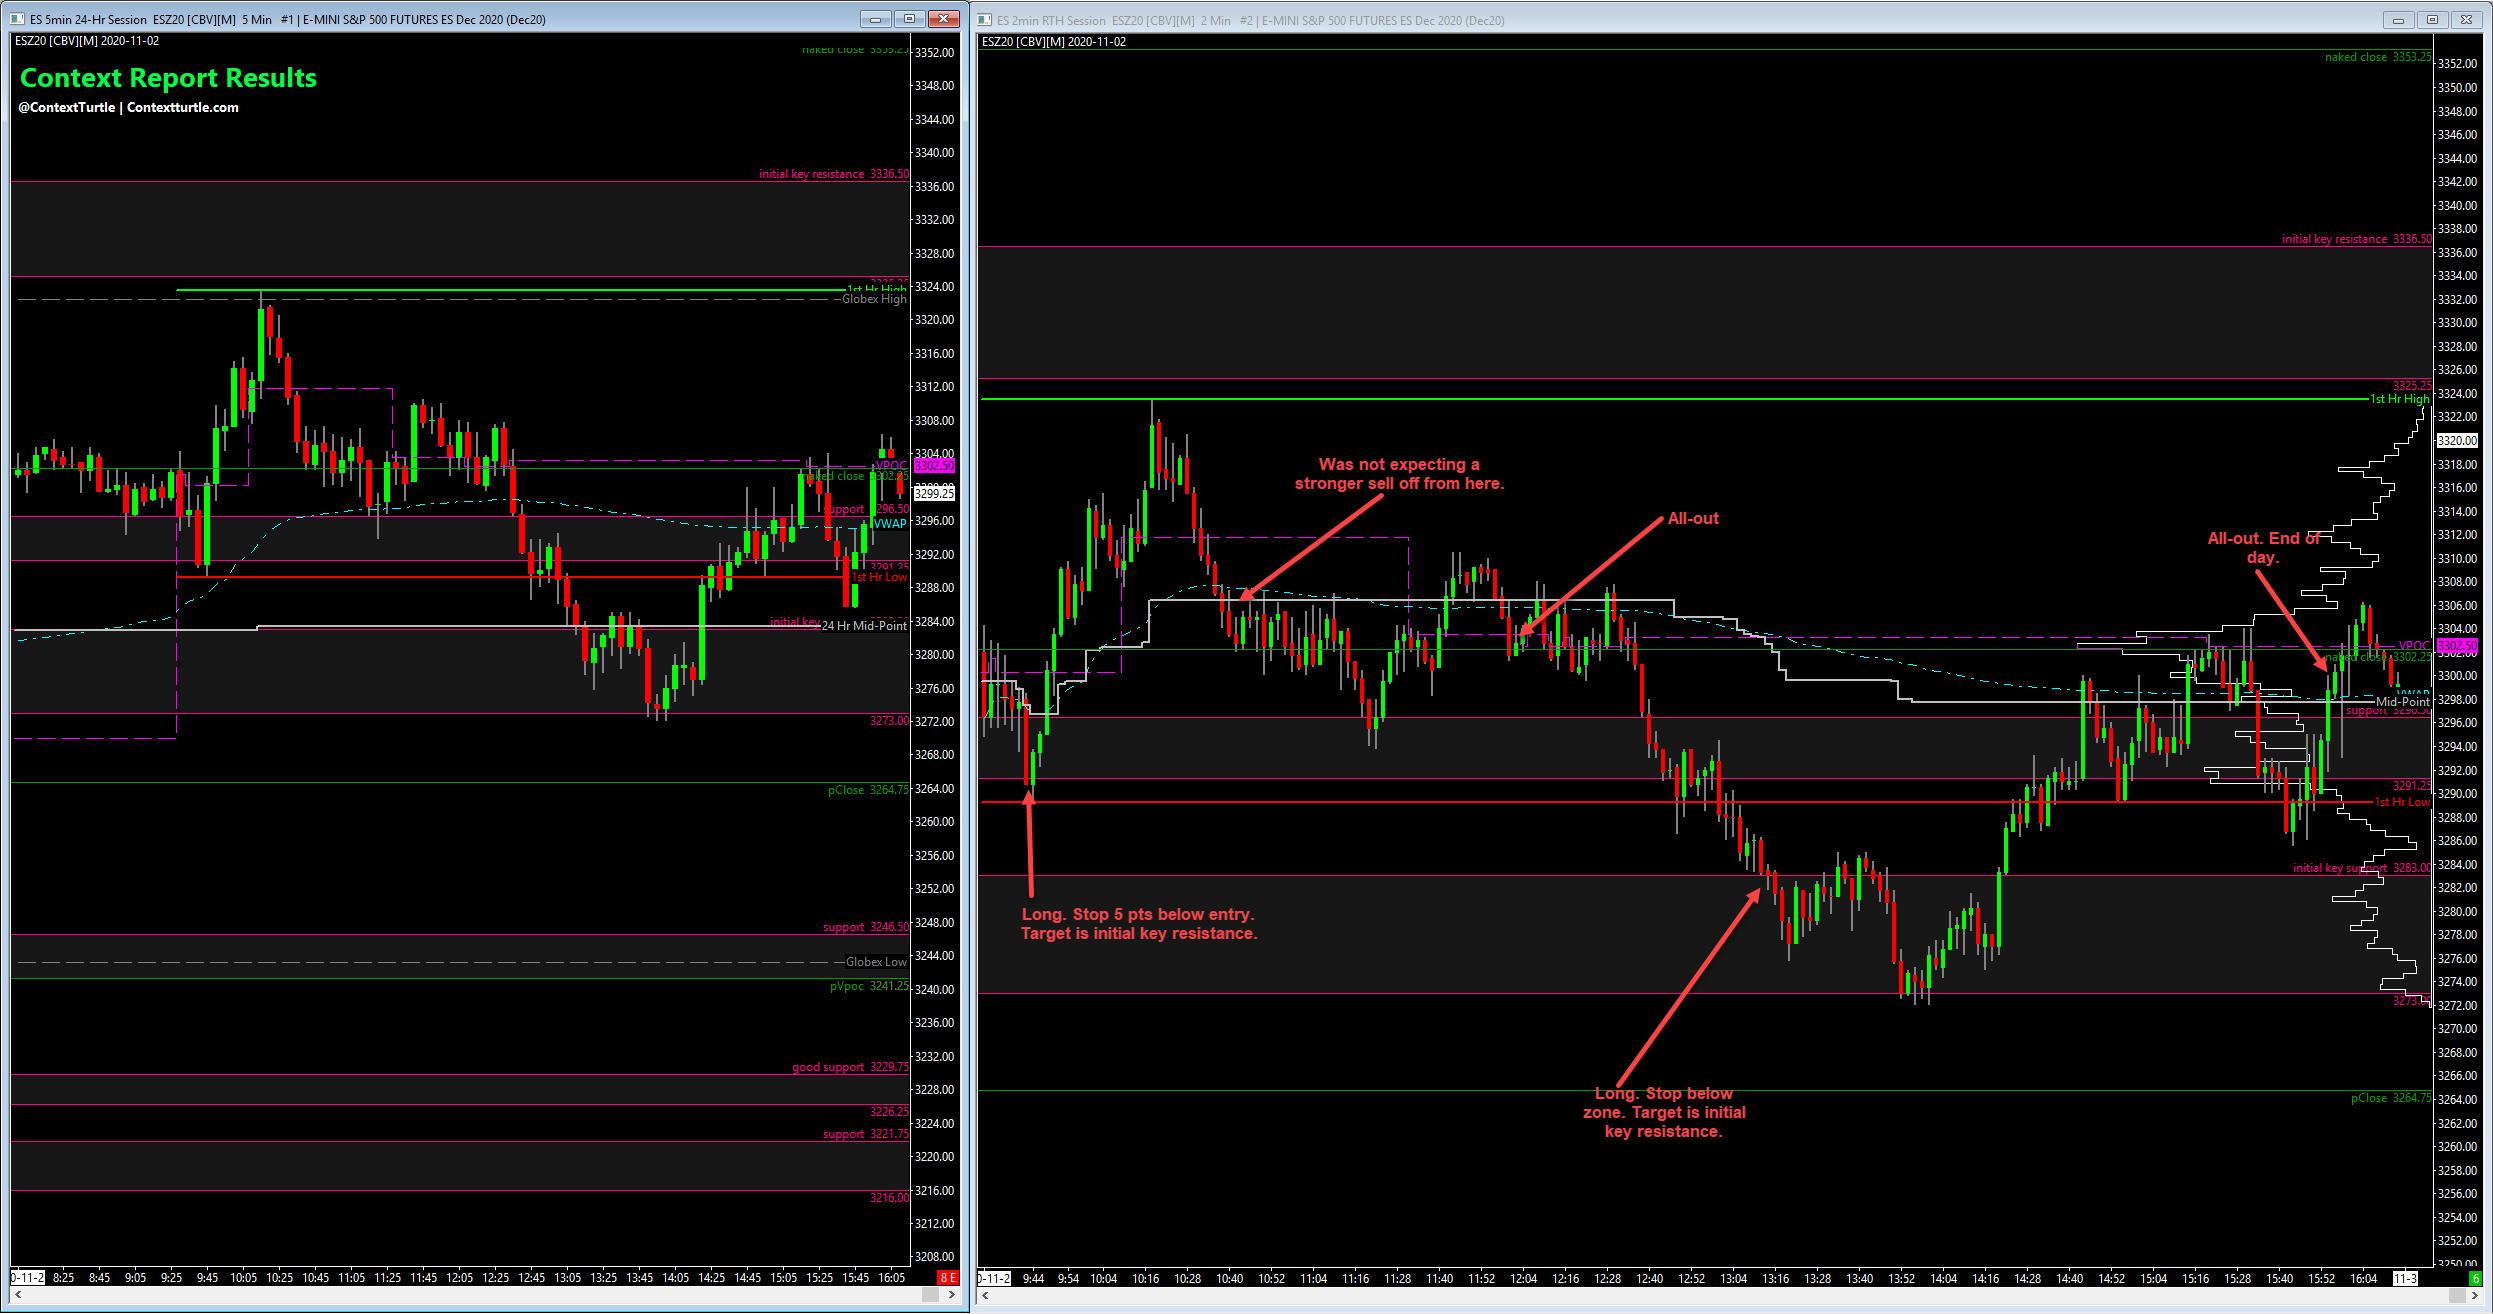 ES 5min 24-Hr Session ESZ20 [CBV][M] 5 Min #1 | E-MINI S&P 500 FUTURES ES Dec 2020 (Dec20)
ESZ20 [CBV][M] 2020-11-02
Context Report Results
@ContextTurtle | Contextturtle.com
naked close 3353.25
initial key resistance 3336.50
1st Hr High
Globex High
VPOC
naked close 3302.25
support 3296.50
VWAP
3291.25
1st Hr Low
initial key
24 Hr Mid-Point
3273.00
pClose 3264.75
support 3246.50
Globex Low
pVpoc 3241.25
good support 3229.75
3226.25
support 3221.75
3216.00
3352.00
3348.00
3344.00
3340.00
3336.00
3332.00
3328.00
3324.00
3320.00
3316.00
3312.00
3308.00
3304.00
3302.50
3299.25
3296.00
3292.00
3288.00
3284.00
3280.00
3276.00
3272.00
3268.00
3264.00
3260.00
3256.00
3252.00
3248.00
3244.00
3240.00
3236.00
3232.00
3228.00
3224.00
3220.00
3216.00
3212.00
3208.00
0-11-2 8:25 8:45 9:05 9:25 9:45 10:05 10:25 10:45 11:05 11:25 11:45 12:05 12:25 12:45 13:05 13:25 13:45 14:05 14:25 14:45 15:05 15:25 15:45 16:05 8 E
ES 2min RTH Session ESZ20 [CBV][M] 2 Min #2 | E-MINI S&P 500 FUTURES ES Dec 2020 (Dec20)
ESZ20 [CBV][M] 2020-11-02
naked close 3353.25
initial key resistance 3336.50
3325.25
1st Hr High
Was not expecting a
stronger sell off from here.
All-out
All-out. End of
day.
VPOC
naked close 3302.25
VWAP
Mid-Point
support 3296.50
3291.25
1st Hr Low
initial key support 3283.00
Long. Stop 5 pts below entry.
Target is initial key resistance.
3273.00
Long. Stop below
zone. Target is initial
key resistance.
pClose 3264.75
3352.00
3350.00
3348.00
3346.00
3344.00
3342.00
3340.00
3338.00
3336.00
3334.00
3332.00
3330.00
3328.00
3326.00
3324.00
3322.00
3320.00
3318.00
3316.00
3314.00
3312.00
3310.00
3308.00
3306.00
3304.00
3302.50
3302.00
3300.00
3298.00
3296.00
3294.00
3292.00
3290.00
3288.00
3286.00
3284.00
3282.00
3280.00
3278.00
3276.00
3274.00
3272.00
3270.00
3268.00
3266.00
3264.00
3262.00
3260.00
3258.00
3256.00
3254.00
3252.00
3250.00
0-11-2 9:44 9:54 10:04 10:16 10:28 10:40 10:52 11:04 11:16 11:28 11:40 11:52 12:04 12:16 12:28 12:40 12:52 13:04 13:16 13:28 13:40 13:52 14:04 14:16 14:28 14:40 14:52 15:04 15:16 15:28 15:40 15:52 16:04 11-3 6